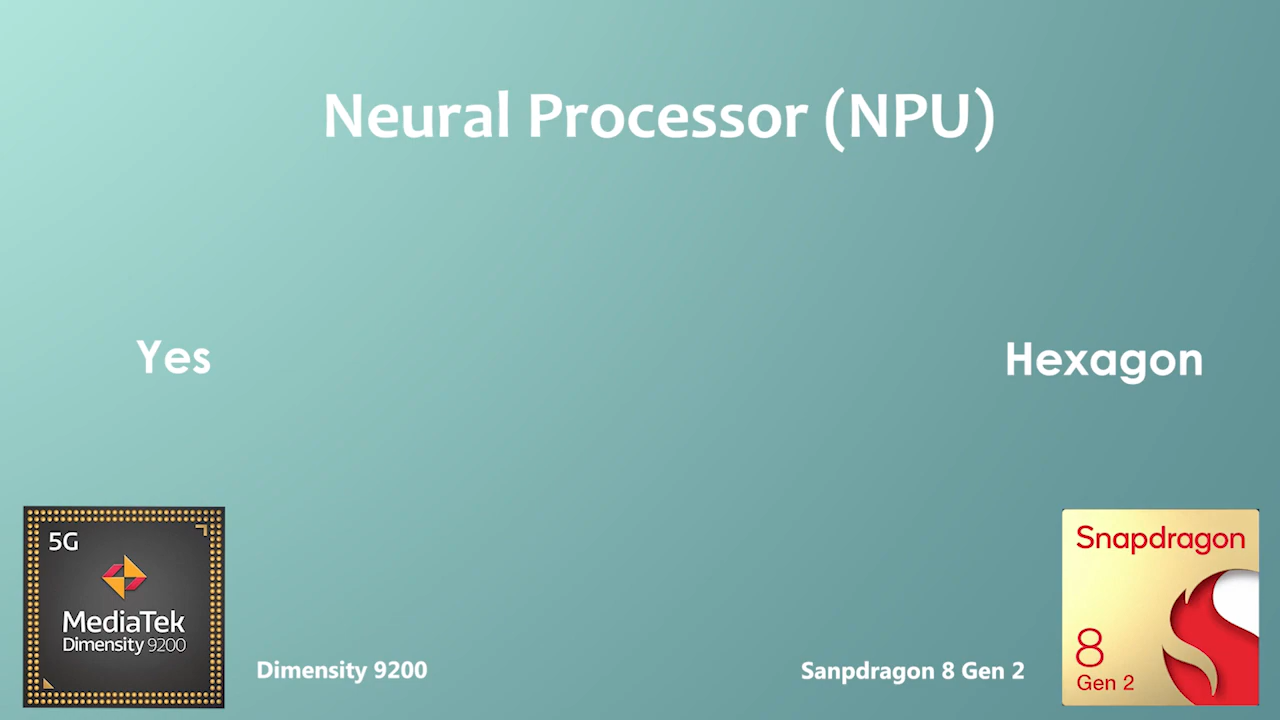 Neural Processor (NPU)
Yes
Hexagon
5G
MediaTek
Dimensity 9200
Dimensity 9200
Sanpdragon 8 Gen 2
Snapdragon
8
Gen 2